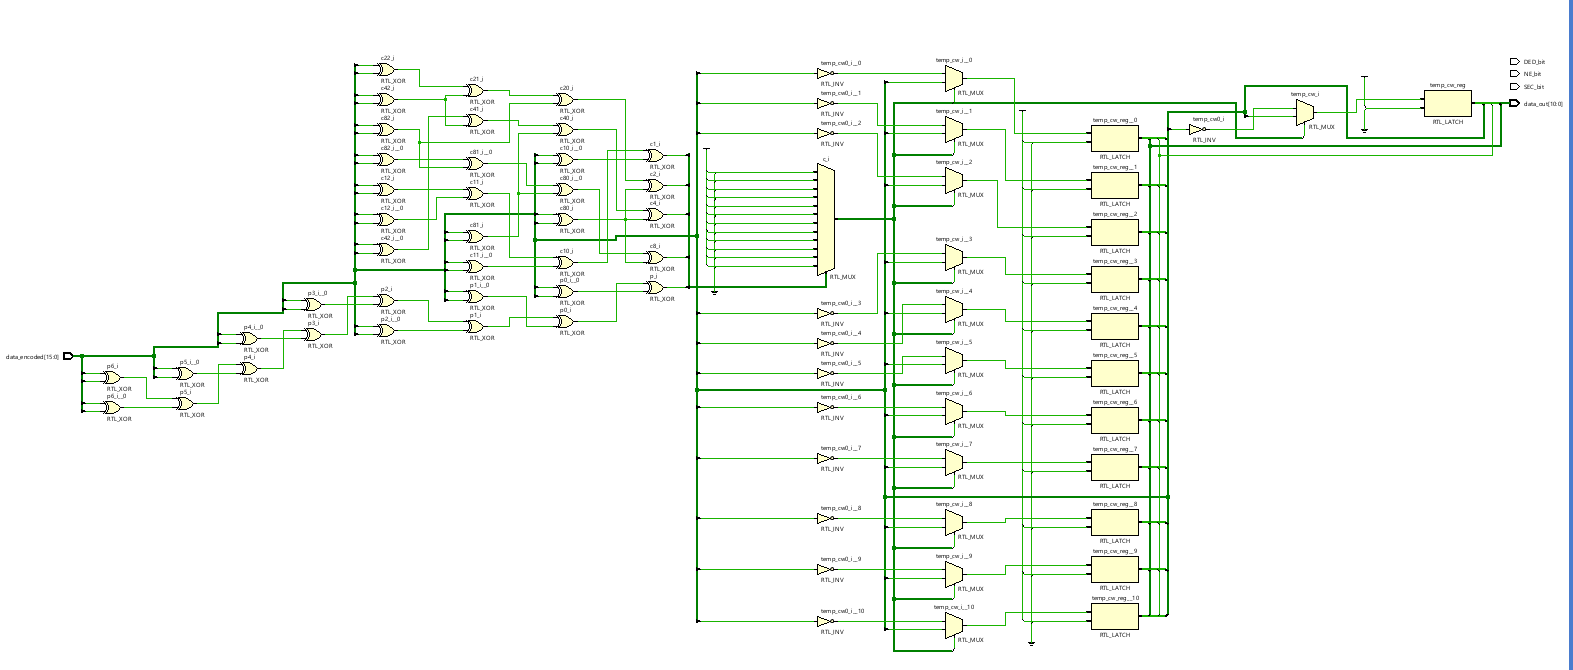 data_encoded[15:0]
p6_i
RTL_XOR
p6_i__0
RTL_XOR
p5_i__0
RTL_XOR
p5_i
RTL_XOR
p4_i__0
RTL_XOR
p4_i
RTL_XOR
p3_i__0
RTL_XOR
p3_i
RTL_XOR
c22_i
RTL_XOR
c42_i
RTL_XOR
c82_i
RTL_XOR
c82_i__0
RTL_XOR
c12_i
RTL_XOR
c12_i__0
RTL_XOR
c42_i__0
RTL_XOR
p2_i
RTL_XOR
p2_i__0
RTL_XOR
c21_i
RTL_XOR
c41_i
RTL_XOR
c81_i__0
RTL_XOR
c11_i
RTL_XOR
c81_i
RTL_XOR
c11_i__0
RTL_XOR
p1_i__0
RTL_XOR
p1_i
RTL_XOR
c20_i
RTL_XOR
c40_i
RTL_XOR
c10_i__0
RTL_XOR
c80_i__0
RTL_XOR
c80_i
RTL_XOR
c10_i
RTL_XOR
p0_i__0
RTL_XOR
p0_i
RTL_XOR
c1_i
RTL_XOR
c2_i
RTL_XOR
c4_i
RTL_XOR
c8_i
RTL_XOR
p_i
RTL_XOR
temp_cw0_i__0
RTL_INV
temp_cw0_i__1
RTL_INV
temp_cw0_i__2
RTL_INV
c_i
RTL_MUX
temp_cw0_i__3
RTL_INV
temp_cw0_i__4
RTL_INV
temp_cw0_i__5
RTL_INV
temp_cw0_i__6
RTL_INV
temp_cw0_i__7
RTL_INV
temp_cw0_i__8
RTL_INV
temp_cw0_i__9
RTL_INV
temp_cw0_i__10
RTL_INV
temp_cw_i__0
RTL_MUX
temp_cw_i__1
RTL_MUX
temp_cw_i__2
RTL_MUX
temp_cw_i__3
RTL_MUX
temp_cw_i__4
RTL_MUX
temp_cw_i__5
RTL_MUX
temp_cw_i__6
RTL_MUX
temp_cw_i__7
RTL_MUX
temp_cw_i__8
RTL_MUX
temp_cw_i__9
RTL_MUX
temp_cw_i__10
RTL_MUX
temp_cw_reg__0
RTL_LATCH
temp_cw_reg__1
RTL_LATCH
temp_cw_reg__2
RTL_LATCH
temp_cw_reg__3
RTL_LATCH
temp_cw_reg__4
RTL_LATCH
temp_cw_reg__5
RTL_LATCH
temp_cw_reg__6
RTL_LATCH
temp_cw_reg__7
RTL_LATCH
temp_cw_reg__8
RTL_LATCH
temp_cw_reg__9
RTL_LATCH
temp_cw_reg__10
RTL_LATCH
temp_cw0_i
RTL_INV
temp_cw_i
RTL_MUX
temp_cw_reg
RTL_LATCH
DED_bit
NE_bit
SEC_bit
data_out[10:0]